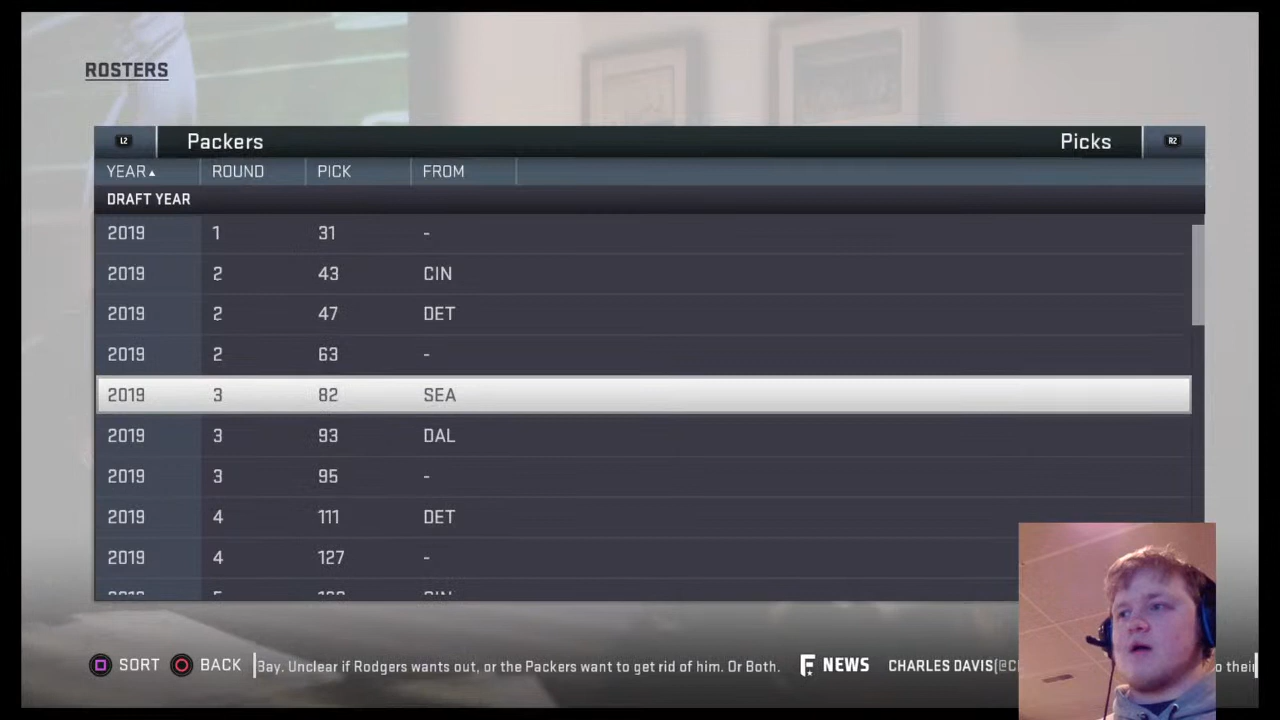 ROSTERS
L2 Packers Picks R2
YEAR ROUND PICK FROM
DRAFT YEAR
2019 1 31 -
2019 2 43 CIN
2019 2 47 DET
2019 2 63 -
2019 3 82 SEA
2019 3 93 DAL
2019 3 95 -
2019 4 111 DET
2019 4 127 -
SORT BACK Bay. Unclear if Rodgers wants out, or the Packers want to get rid of him. Or Both. NEWS CHARLES DAVIS